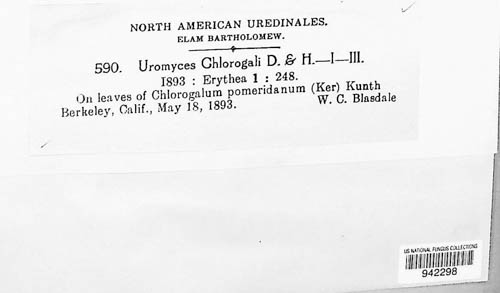 NORTH AMERICAN UREDINALES.
ELAM BARTHOLOMEW.
590. Uromyces Chlorogali D. & H.—I—III.
1893 : Erythea 1 : 248.
On leaves of Chlorogalum pomeridanum (Ker) Kunth
Berkeley, Calif., May 18, 1893. W. C. Blasdale
US NATIONAL FUNGUS COLLECTIONS
942298